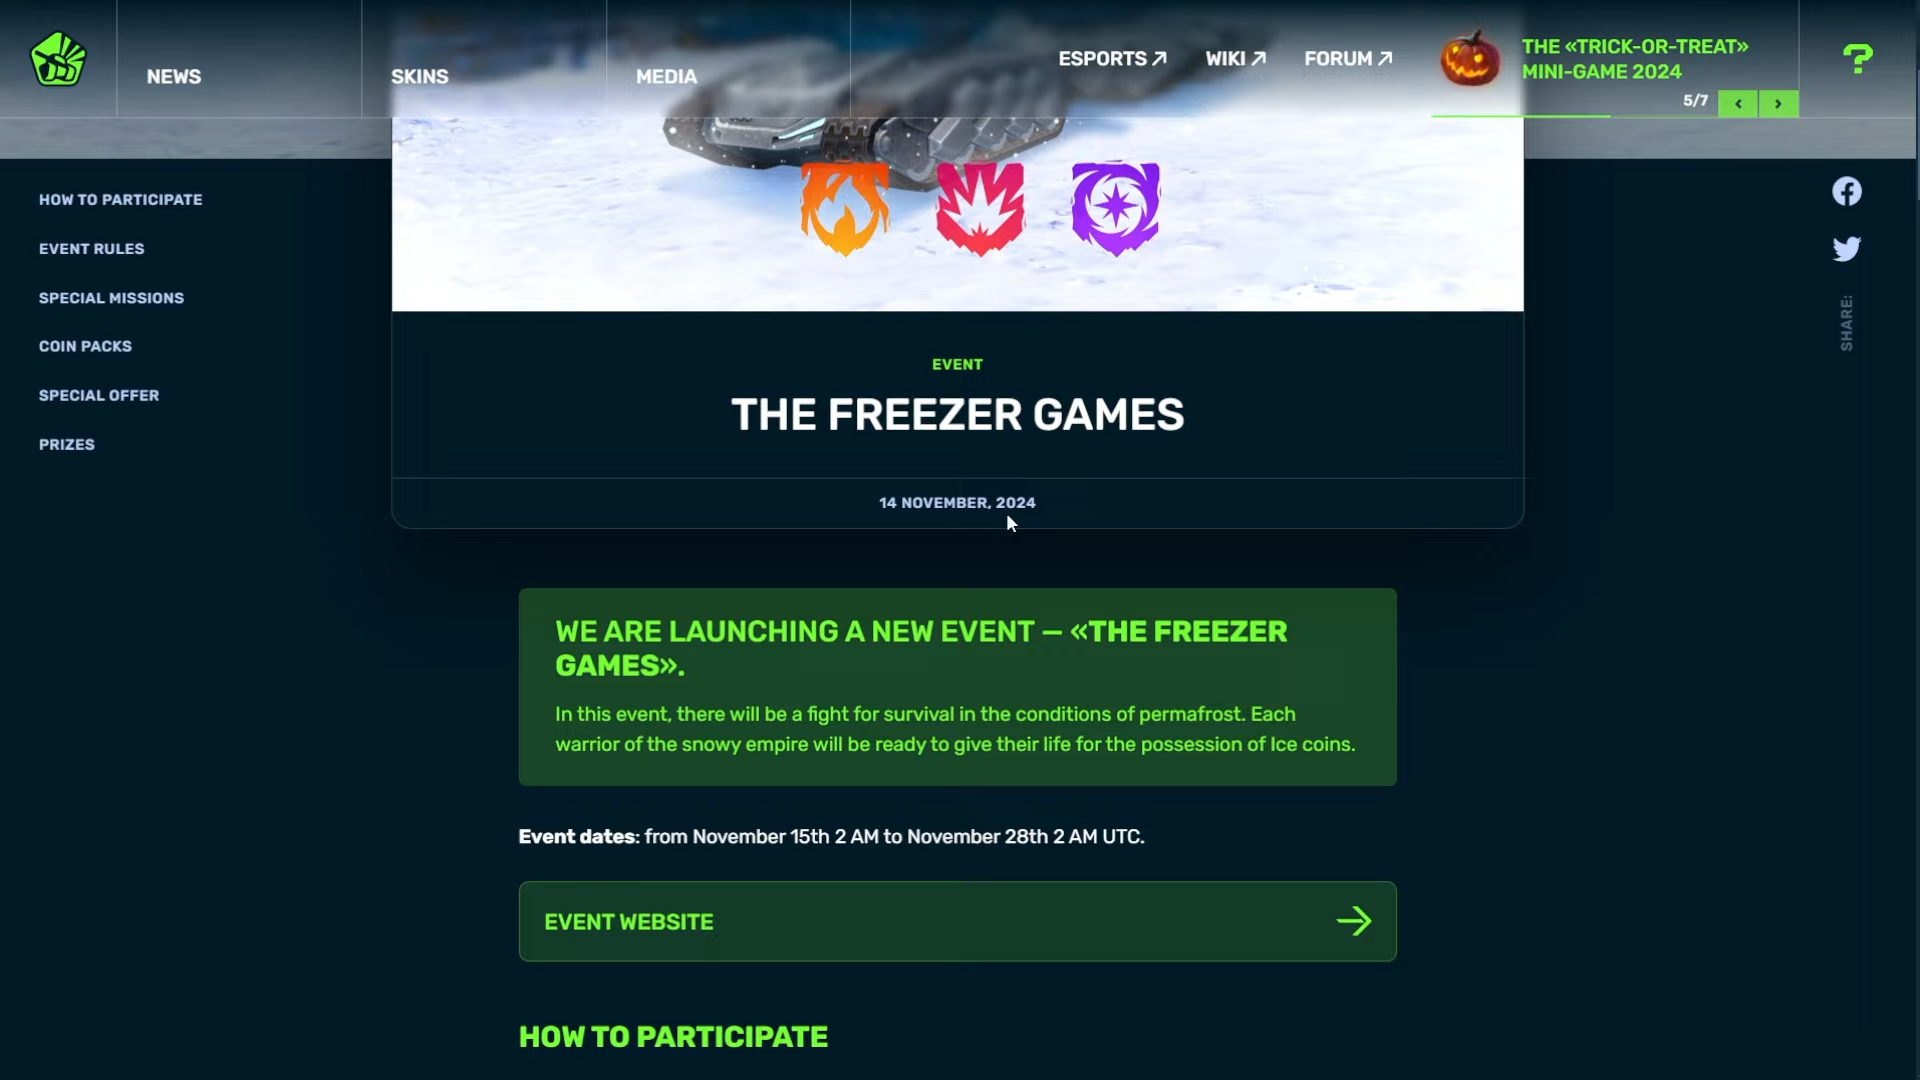 NEWS
SKINS
MEDIA
ESPORTS
WIKI
FORUM
THE «TRICK-OR-TREAT»
MINI-GAME 2024
5/7
HOW TO PARTICIPATE
EVENT RULES
SPECIAL MISSIONS
COIN PACKS
SPECIAL OFFER
PRIZES
SHARE:
EVENT
THE FREEZER GAMES
14 NOVEMBER, 2024
WE ARE LAUNCHING A NEW EVENT — «THE FREEZER
GAMES».
In this event, there will be a fight for survival in the conditions of permafrost. Each
warrior of the snowy empire will be ready to give their life for the possession of Ice coins.
Event dates: from November 15th 2 AM to November 28th 2 AM UTC.
EVENT WEBSITE
HOW TO PARTICIPATE